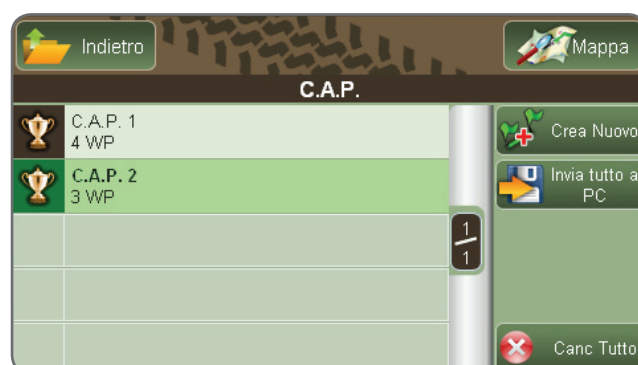 Indietro
Mappa
C.A.P.
C.A.P. 1
4 WP
C.A.P. 2
3 WP
1
1
Crea Nuovo
Invia tutto a
PC
Canc Tutto